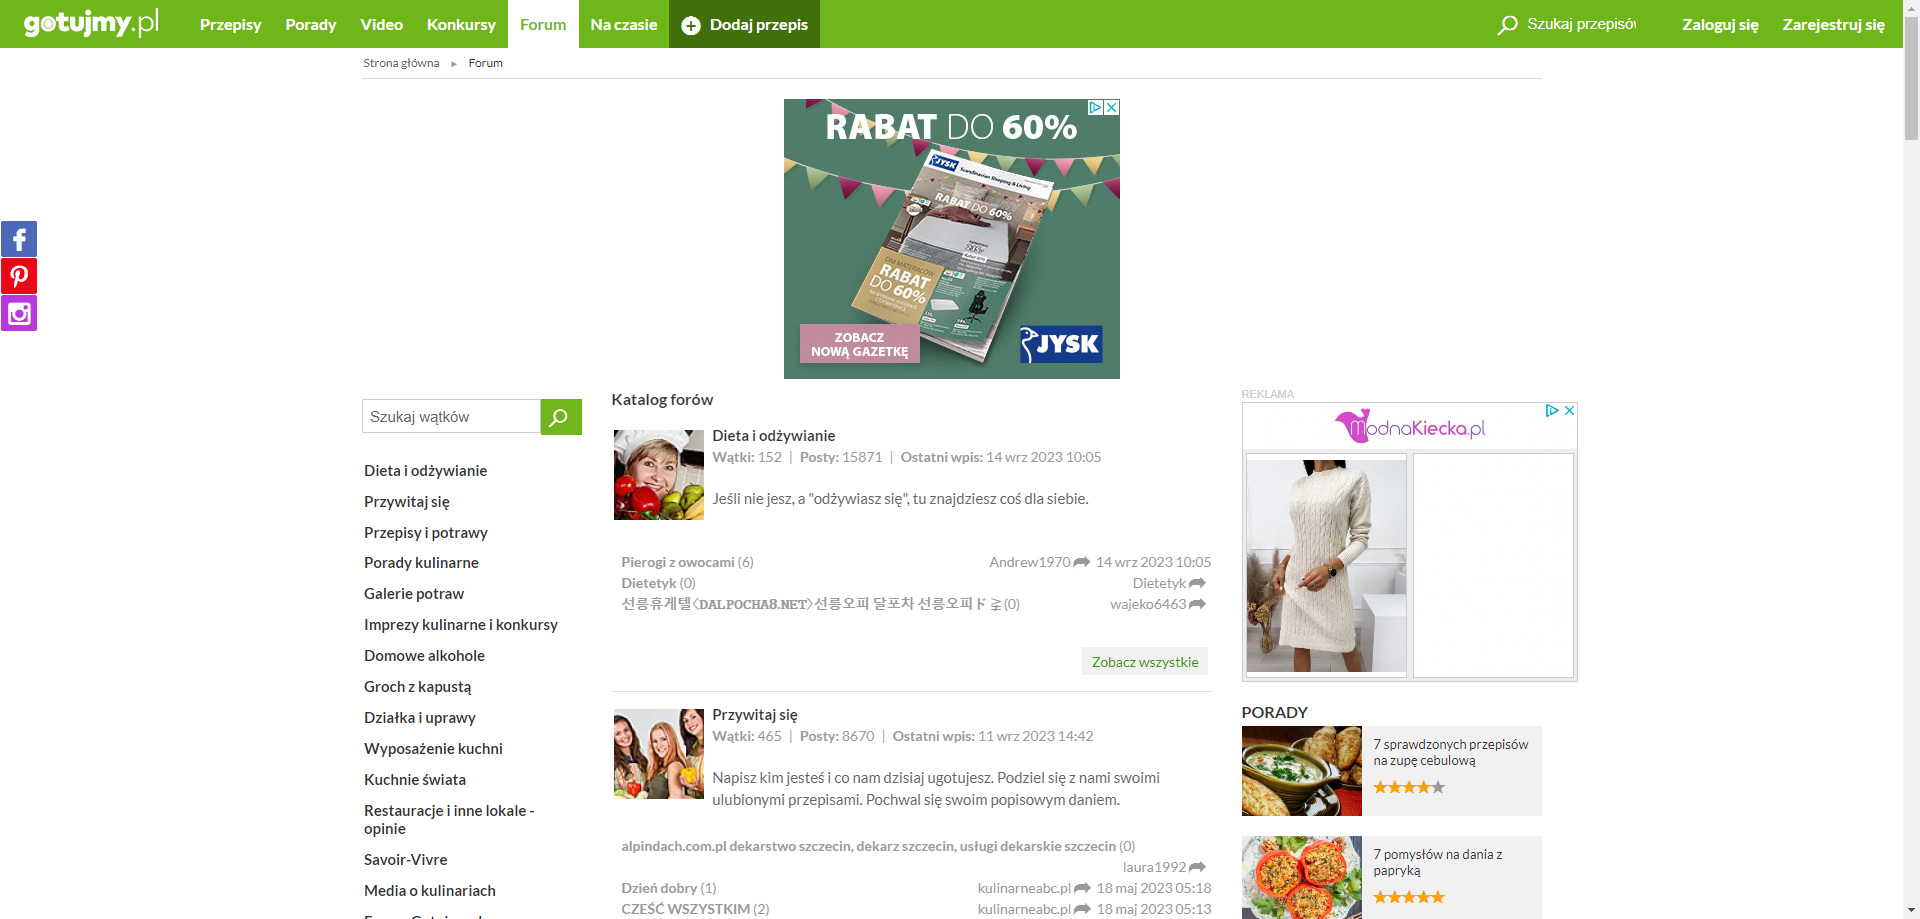 gotujmy.pl
Przepisy
Porady
Video
Konkursy
Forum
Na czasie
Dodaj przepis
Szukaj przepisów
Zaloguj się
Zarejestruj się
Strona główna ▸ Forum
RABAT DO 60%
JYSK
Scandinavian Sleeping & Living
RABAT DO 60%
DNI MATERACÓW
RABAT
DO 60%
ZOBACZ
NOWĄ GAZETKĘ
JYSK
Szukaj wątków
Dieta i odżywianie
Przywitaj się
Przepisy i potrawy
Porady kulinarne
Galerie potraw
Imprezy kulinarne i konkursy
Domowe alkohole
Groch z kapustą
Działka i uprawy
Wyposażenie kuchni
Kuchnie świata
Restauracje i inne lokale -
opinie
Savoir-Vivre
Media o kulinariach
Katalog forów
Dieta i odżywianie
Wątki: 152 | Posty: 15871 | Ostatni wpis: 14 wrz 2023 10:05
Jeśli nie jesz, a "odżywiasz się", tu znajdziesz coś dla siebie.
Pierogi z owocami (6) Andrew1970 14 wrz 2023 10:05
Dietetyk (0) Dietetyk
선릉휴게텔〈DALPOCHA8.NET〉선릉오피 달포차 선릉오피ド≩(0) wajeko6463
Zobacz wszystkie
Przywitaj się
Wątki: 465 | Posty: 8670 | Ostatni wpis: 11 wrz 2023 14:42
Napisz kim jesteś i co nam dzisiaj ugotujesz. Podziel się z nami swoimi
ulubionymi przepisami. Pochwal się swoim popisowym daniem.
alpindach.com.pl dekarstwo szczecin, dekarz szczecin, usługi dekarskie szczecin (0)
laura1992
Dzień dobry (1) kulinarneabc.pl 18 maj 2023 05:18
CZEŚĆ WSZYSTKIM (2) kulinarneabc.pl 18 maj 2023 05:13
REKLAMA
modnaKiecka.pl
PORADY
7 sprawdzonych przepisów
na zupę cebulową
7 pomysłów na dania z
papryką